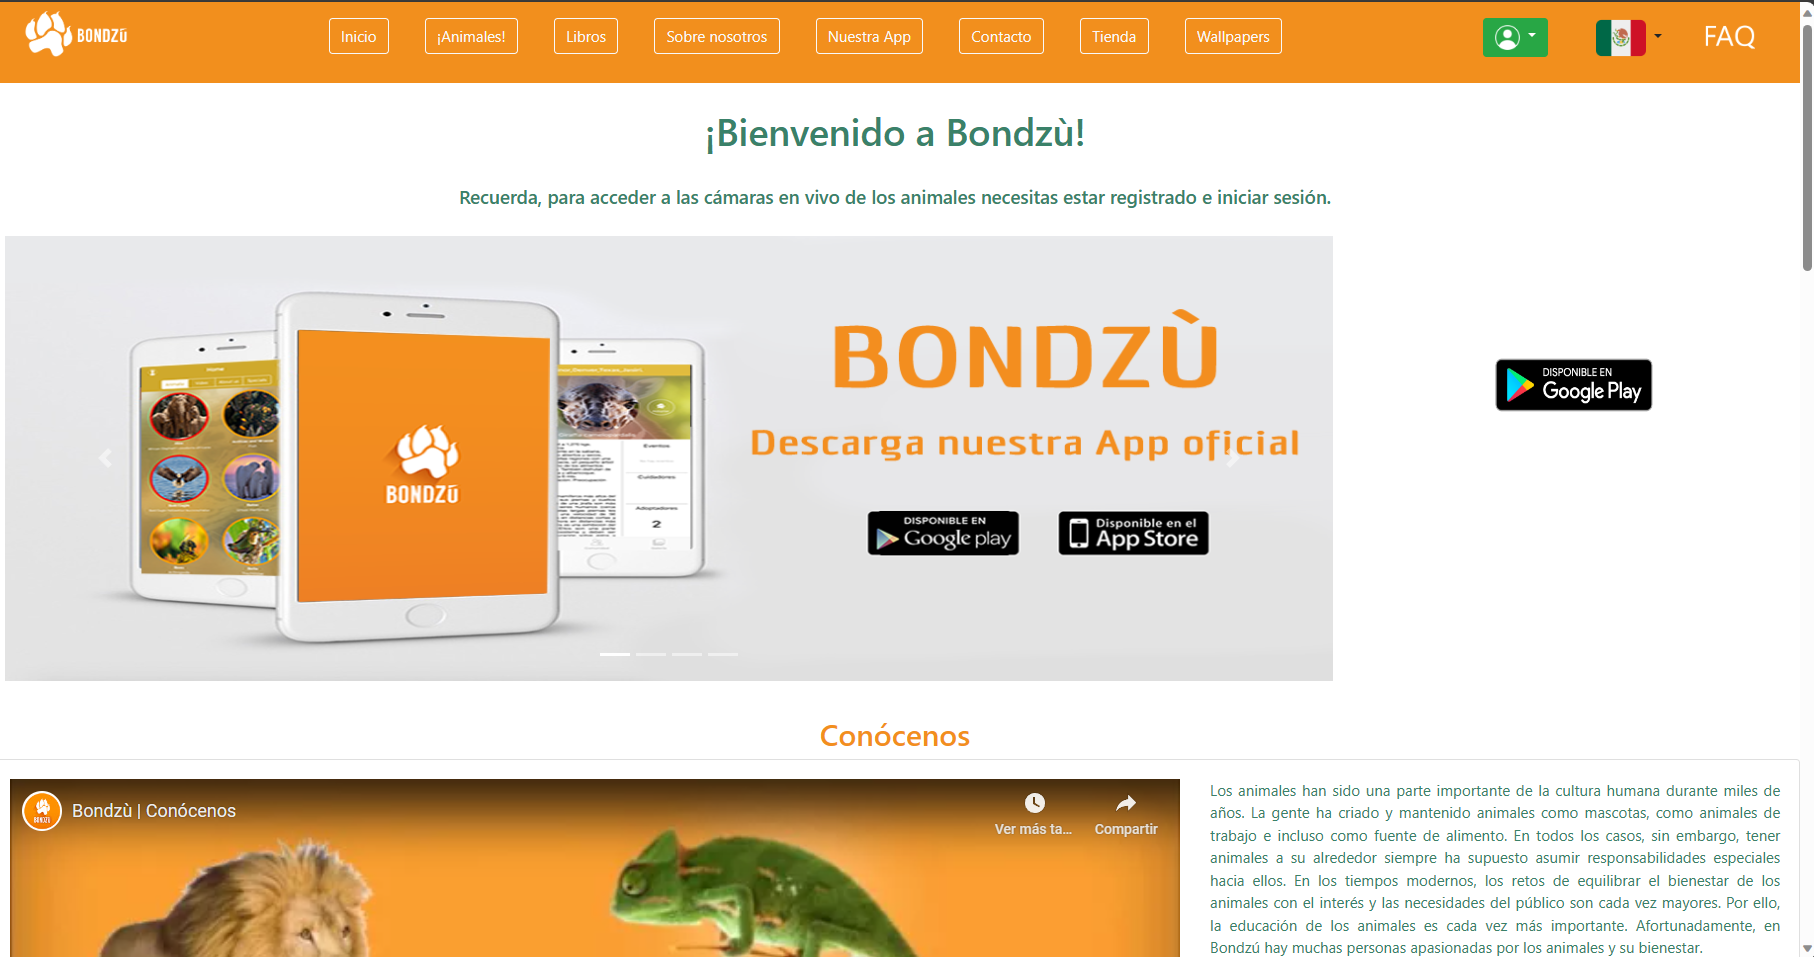 BONDZÙ
Inicio
¡Animales!
Libros
Sobre nosotros
Nuestra App
Contacto
Tienda
Wallpapers
FAQ
¡Bienvenido a Bondzù!
Recuerda, para acceder a las cámaras en vivo de los animales necesitas estar registrado e iniciar sesión.
Home
BONDZÙ
Eventos
Cuidadores
Adoptadores
2
BONDZÙ
Descarga nuestra App oficial
DISPONIBLE EN
Google play
Disponible en el
App Store
DISPONIBLE EN
Google Play
Conócenos
Bondzù | Conócenos
Ver más ta...
Compartir
Los animales han sido una parte importante de la cultura humana durante miles de
años. La gente ha criado y mantenido animales como mascotas, como animales de
trabajo e incluso como fuente de alimento. En todos los casos, sin embargo, tener
animales a su alrededor siempre ha supuesto asumir responsabilidades especiales
hacia ellos. En los tiempos modernos, los retos de equilibrar el bienestar de los
animales con el interés y las necesidades del público son cada vez mayores. Por ello,
la educación de los animales es cada vez más importante. Afortunadamente, en
Bondzú hay muchas personas apasionadas por los animales y su bienestar.